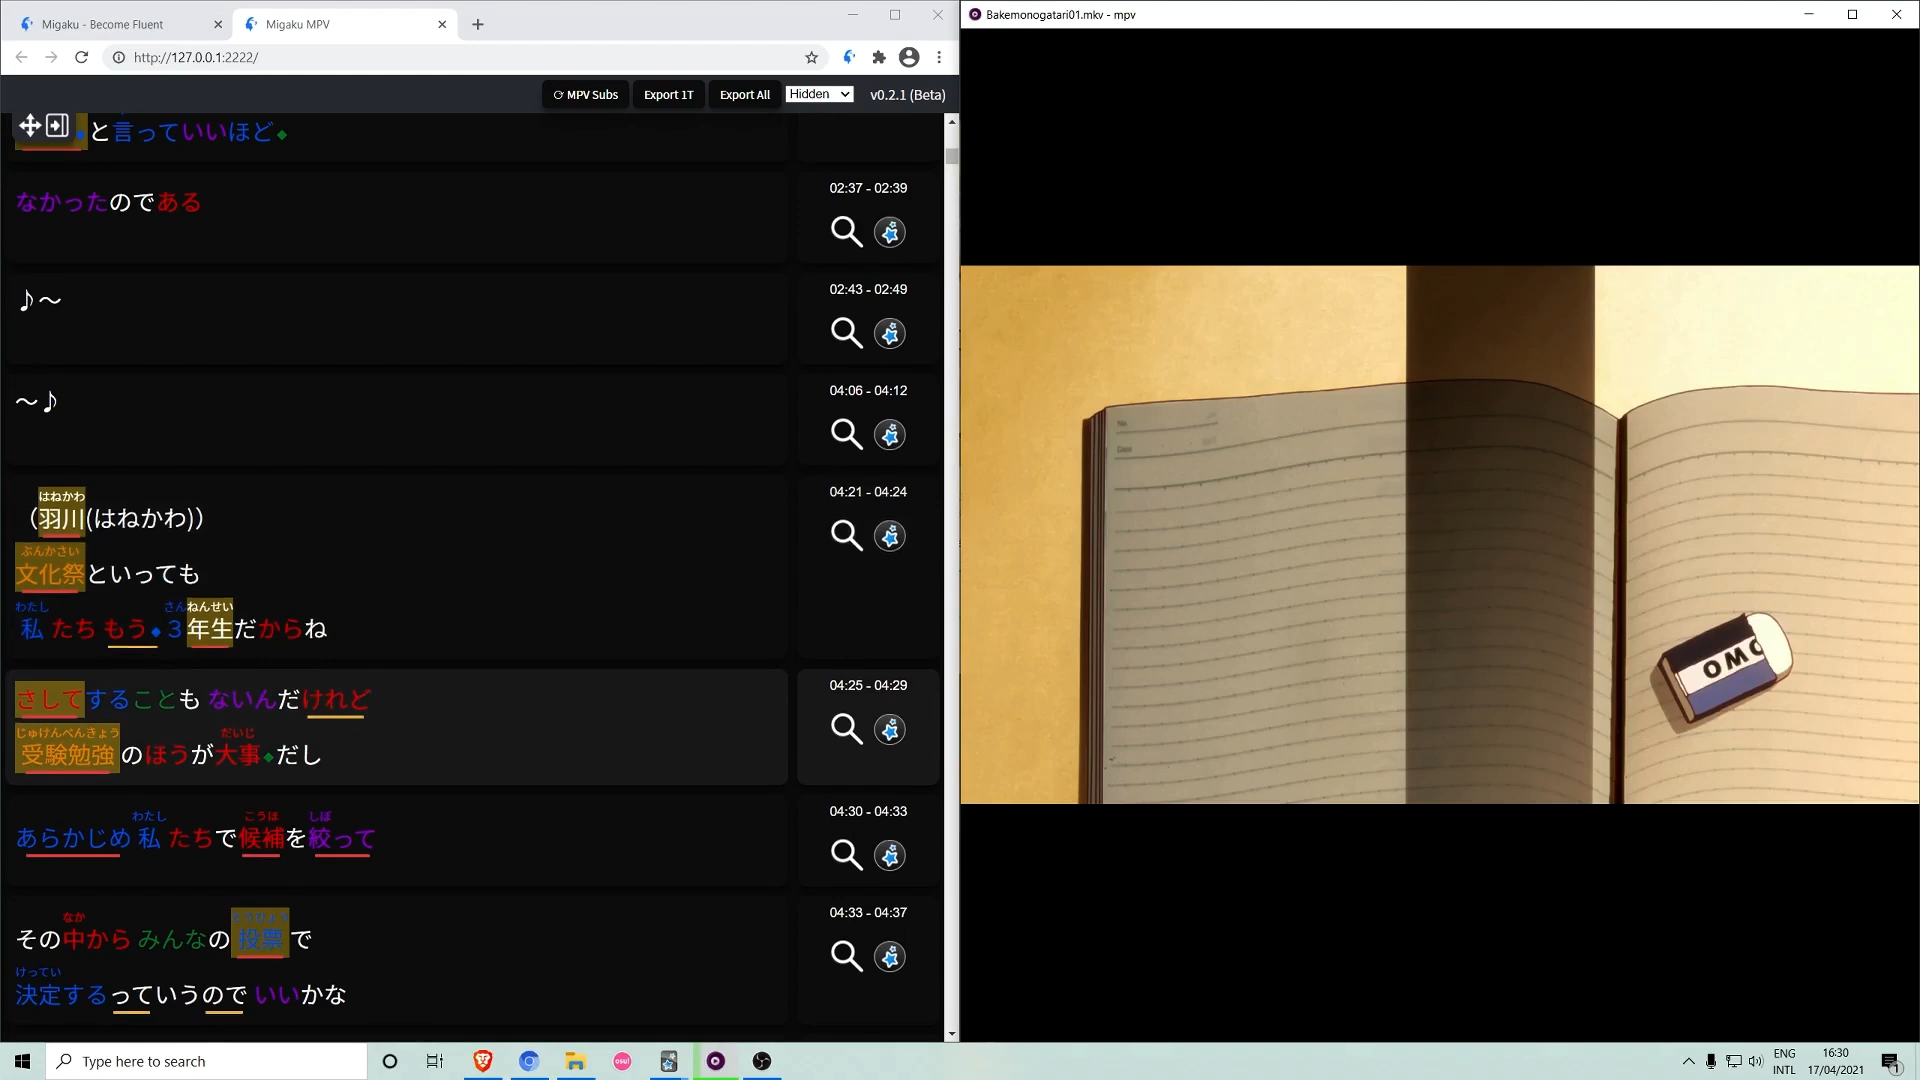 Migaku - Become Fluent
Migaku MPV
Bakemonogatari01.mkv - mpv
http://127.0.0.1:2222/
MPV Subs
Export 1T
Export All
Hidden
v0.2.1 (Beta)
と言っていいほど
なかったのである
02:37 - 02:39
♪～
02:43 - 02:49
～♪
04:06 - 04:12
はねかわ
（羽川(はねかわ)）
04:21 - 04:24
ぶんかさい
文化祭といっても
わたし さん ねんせい
私たちもう３年生だからね
さしてすることもないんだけれど
04:25 - 04:29
じゅけんべんきょう だいじ
受験勉強のほうが大事だし
わたし こうほ しぼ
あらかじめ私たちで候補を絞って
04:30 - 04:33
なか とうひょう
その中からみんなの投票で
04:33 - 04:37
けってい
決定するっていうのでいいかな
No.
Date
OMO
Type here to search
osu!
ENG
INTL
16:30
17/04/2021
1